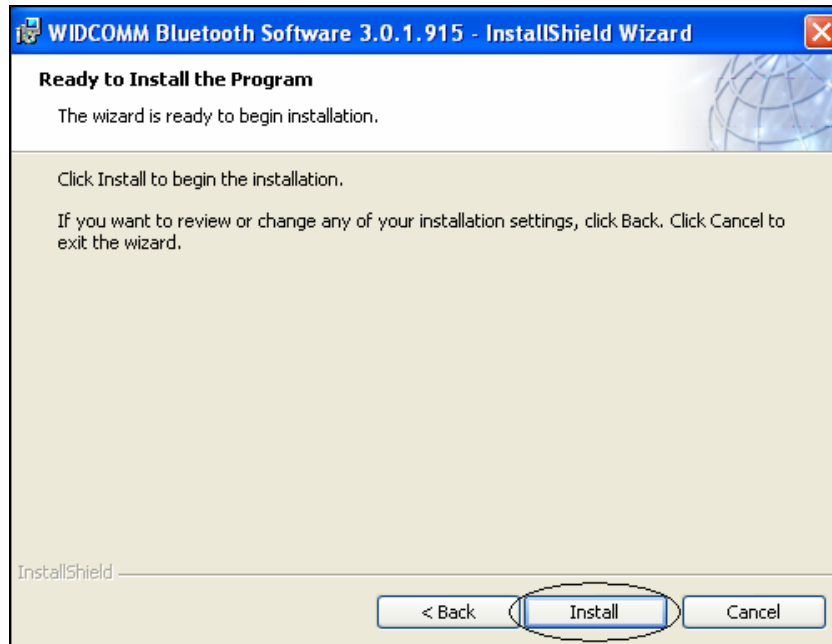 WIDCOMM Bluetooth Software 3.0.1.915 - InstallShield Wizard
Ready to Install the Program
The wizard is ready to begin installation.
Click Install to begin the installation.
If you want to review or change any of your installation settings, click Back. Click Cancel to
exit the wizard.
InstallShield
< Back Install Cancel